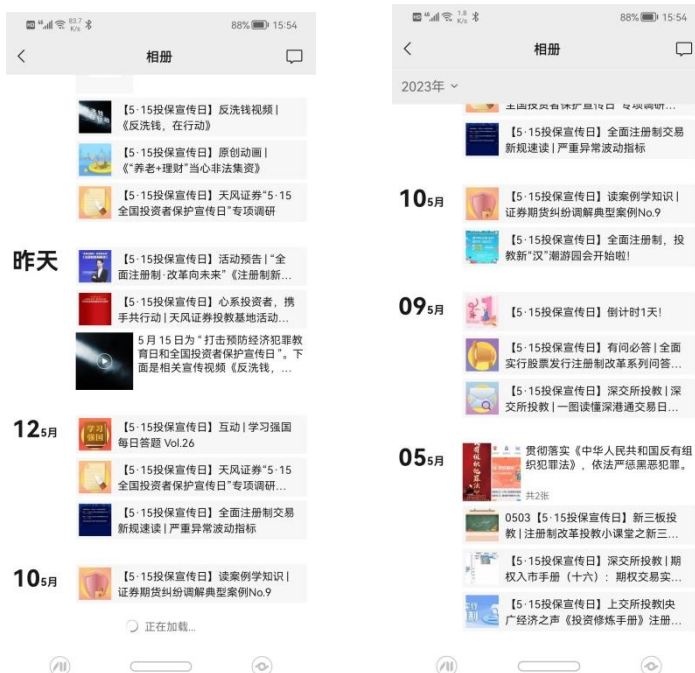 83.7 K/s
88% 15:54
相册
【5·15投保宣传日】反洗钱视频 |
《反洗钱，在行动》
【5·15投保宣传日】原创动画 |
《“养老+理财”当心非法集资》
【5·15投保宣传日】天风证券“5·15
全国投资者保护宣传日”专项调研
昨天
【5·15投保宣传日】活动预告 | “全
面注册制·改革向未来”《注册制新...
【5·15投保宣传日】心系投资者，携
手共行动 | 天风证券投教基地活动...
5月15日为“打击预防经济犯罪教
育日和全国投资者保护宣传日”。下
面是相关宣传视频《反洗钱，...
12 5月
学习
强国
【5·15投保宣传日】互动 | 学习强国
每日答题 Vol.26
【5·15投保宣传日】天风证券“5·15
全国投资者保护宣传日”专项调研...
【5·15投保宣传日】全面注册制交易
新规速读 | 严重异常波动指标
10 5月
【5·15投保宣传日】读案例学知识 |
证券期货纠纷调解典型案例No.9
正在加载...
1.8 K/s
88% 15:54
相册
2023年
全国投资者保护宣传日“专项调研...
【5·15投保宣传日】全面注册制交易
新规速读 | 严重异常波动指标
10 5月
【5·15投保宣传日】读案例学知识 |
证券期货纠纷调解典型案例No.9
【5·15投保宣传日】全面注册制，投
教新“汉”潮游园会开始啦！
09 5月
【5·15投保宣传日】倒计时1天！
【5·15投保宣传日】有问必答 | 全面
实行股票发行注册制改革系列问答...
【5·15投保宣传日】深交所投教 | 深
交所投教 | 一图读懂深港通交易日...
05 5月
贯彻落实《中华人民共和国反有组
织犯罪法》，依法严惩黑恶犯罪。
共2张
0503【5·15投保宣传日】新三板投
教 | 注册制改革投教小课堂之新三...
【5·15投保宣传日】深交所投教 | 期
权入市手册（十六）：期权交易实...
【5·15投保宣传日】上交所投教|央
广经济之声《投资修炼手册》注册...